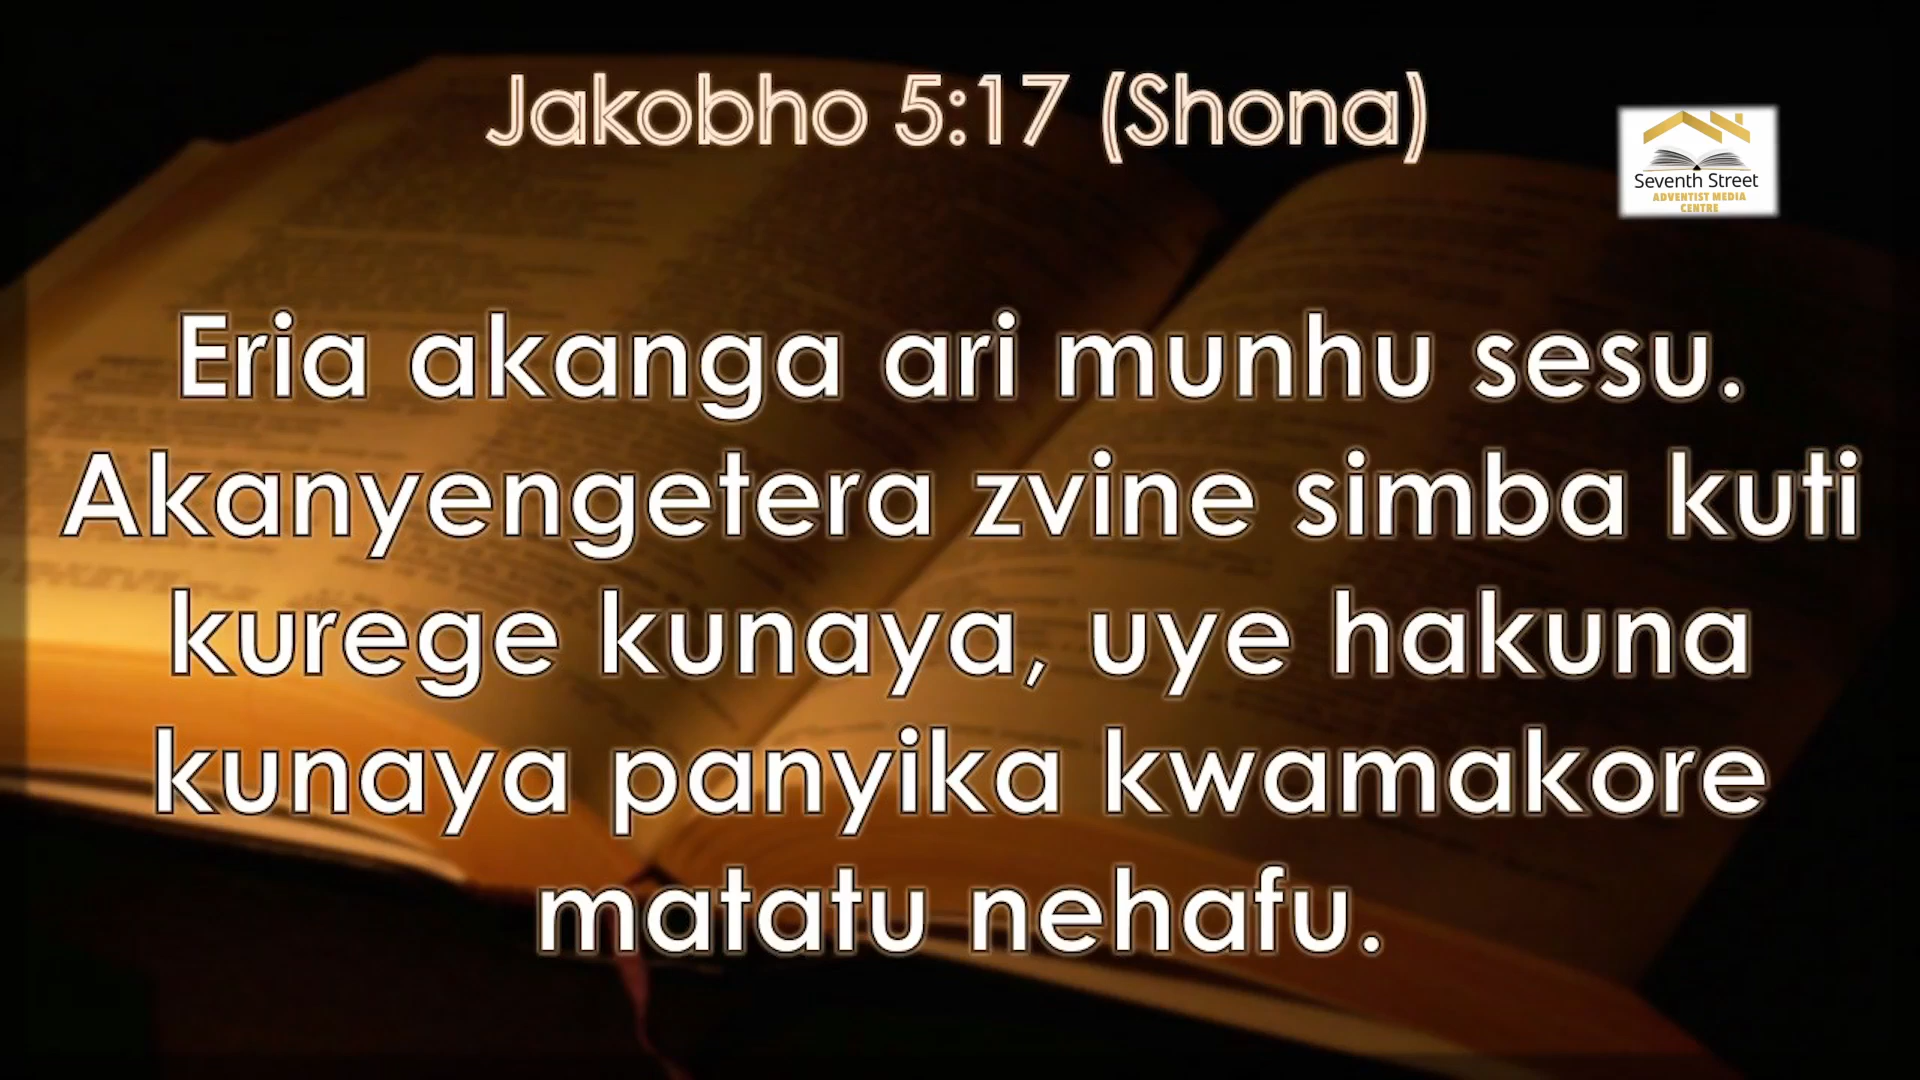 Jakobho 5:17 (Shona)
Seventh Street
ADVENTIST MEDIA
CENTRE
Eria akanga ari munhu sesu.
Akanyengetera zvine simba kuti
kurege kunaya, uye hakuna
kunaya panyika kwamakore
matatu nehafu.